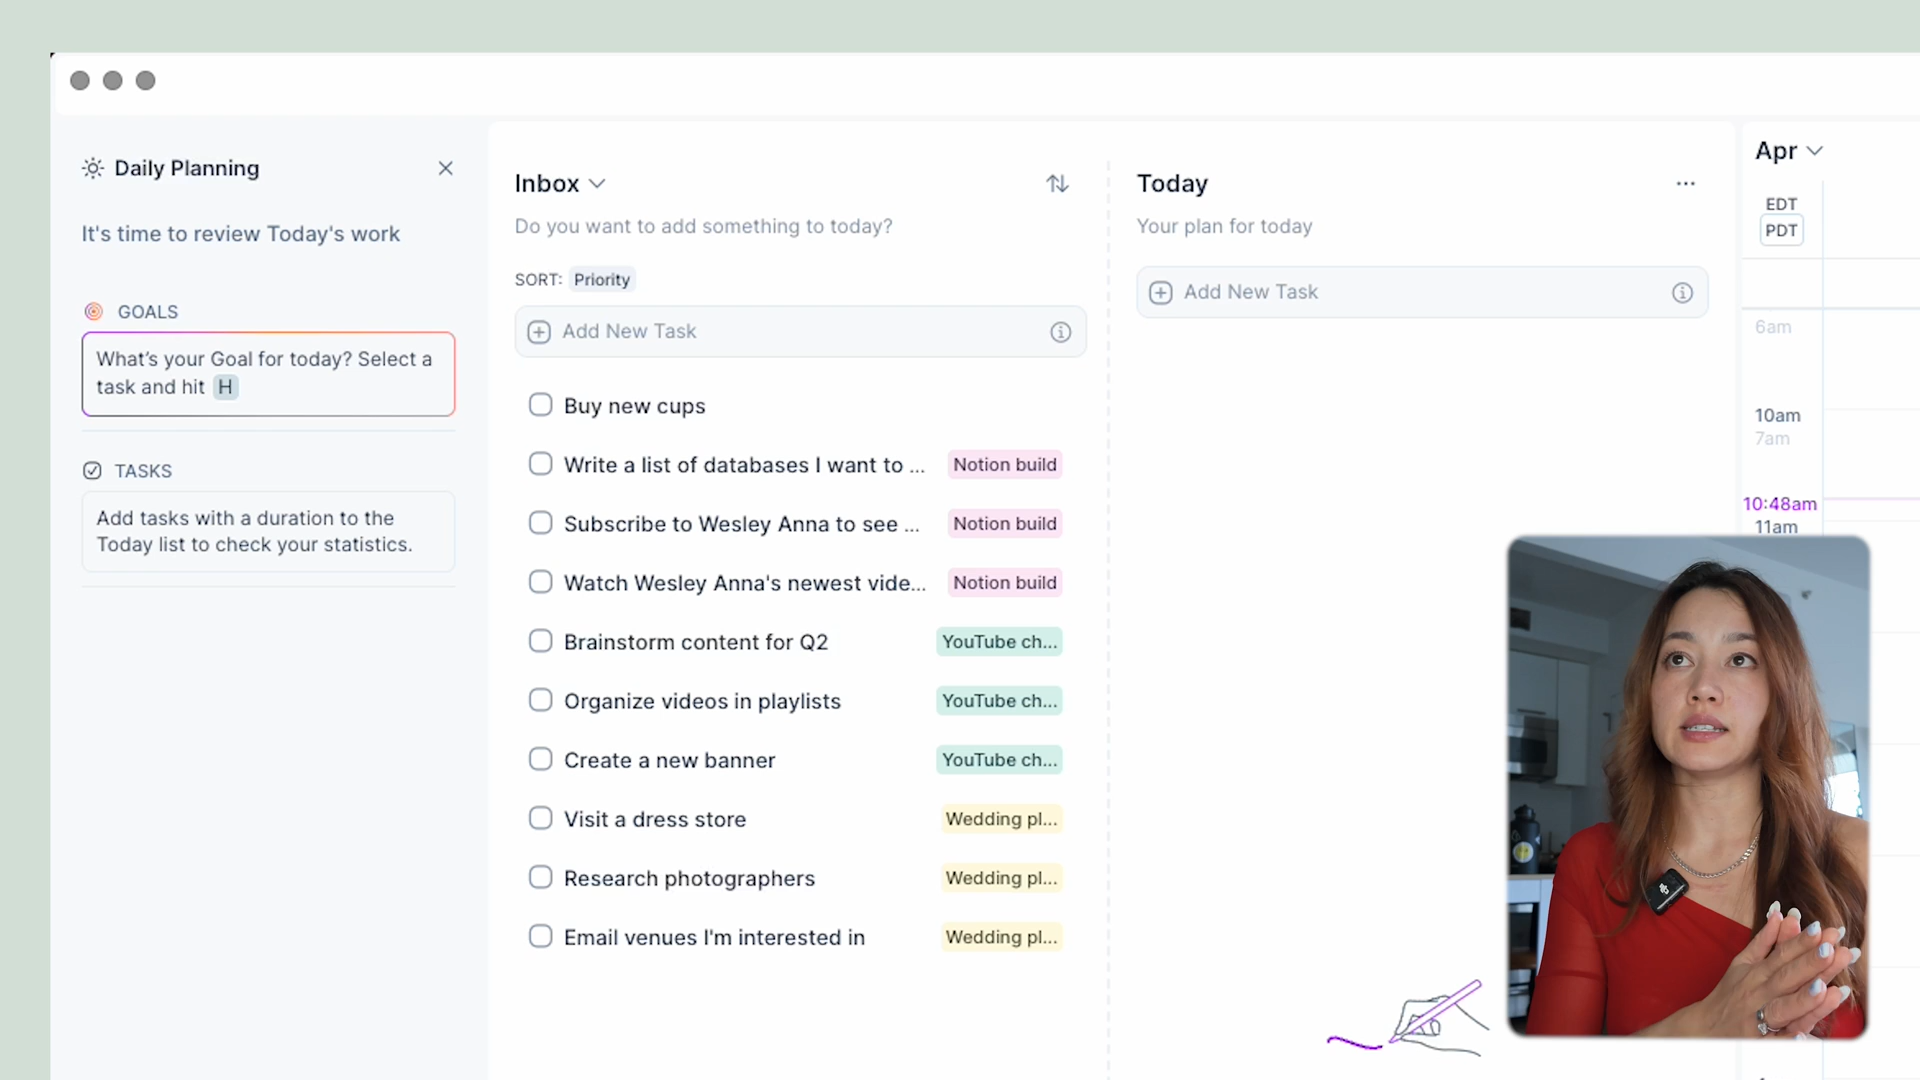 Daily Planning
It's time to review Today's work
GOALS
What's your Goal for today? Select a
task and hit H
TASKS
Add tasks with a duration to the
Today list to check your statistics.
Inbox
Do you want to add something to today?
SORT: Priority
Add New Task
Buy new cups
Write a list of databases I want to ... Notion build
Subscribe to Wesley Anna to see ... Notion build
Watch Wesley Anna's newest vide... Notion build
Brainstorm content for Q2 YouTube ch...
Organize videos in playlists YouTube ch...
Create a new banner YouTube ch...
Visit a dress store Wedding pl...
Research photographers Wedding pl...
Email venues I'm interested in Wedding pl...
Today
Your plan for today
Add New Task
Apr
EDT
PDT
6am
10am
7am
10:48am
11am